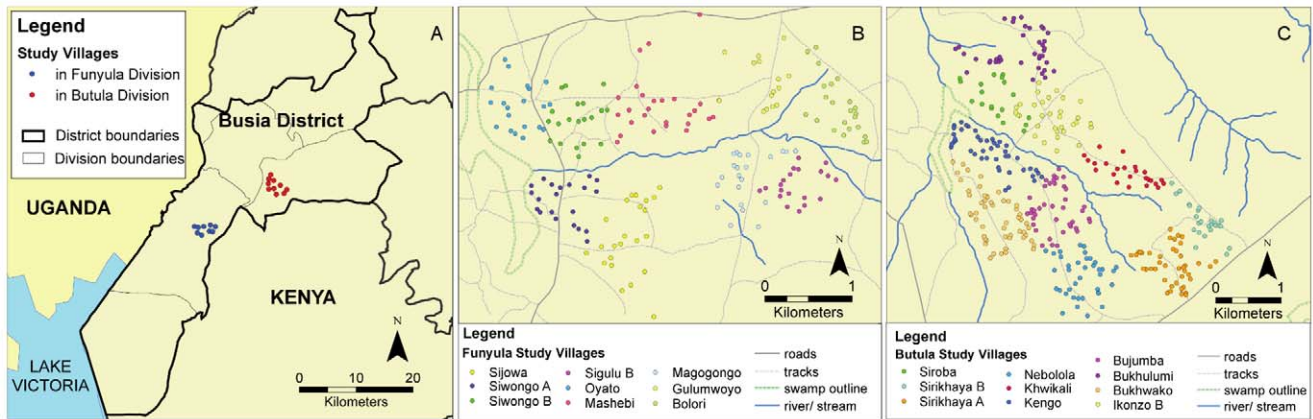 Legend
Study Villages
in Funyula Division
in Butula Division
District boundaries
Division boundaries
A
Busia District
UGANDA
KENYA
LAKE
VICTORIA
N
0 10 20
Kilometers
B
N
0 1
Kilometers
Legend
Funyula Study Villages
Sijowa
Siwongo A
Siwongo B
Sigulu B
Oyato
Mashebi
Magogongo
Gulumwoyo
Bolori
roads
tracks
swamp outline
river/ stream
C
N
0 1
Kilometers
Legend
Butula Study Villages
Siroba
Sirikhaya B
Sirikhaya A
Nebolola
Khwikali
Kengo
Bujumba
Bukhulumi
Bukhwako
Ikonzo B
roads
tracks
swamp outline
river/ stream